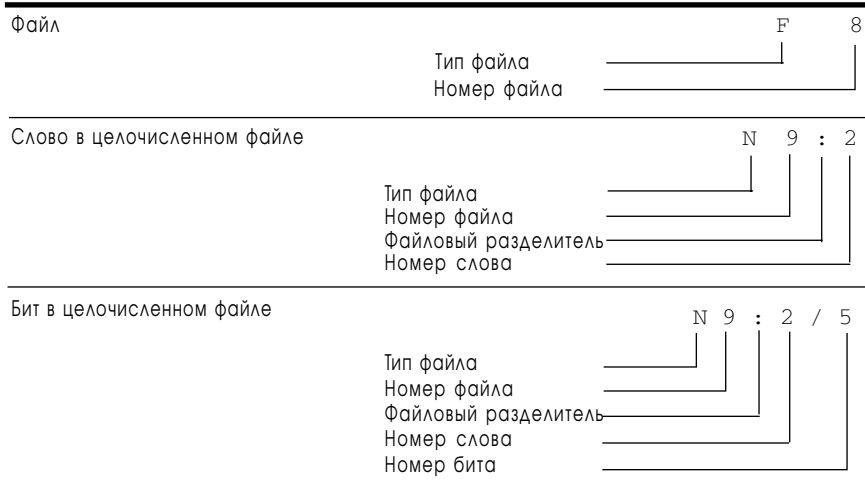 Файл F 8
Тип файла
Номер файла
Слово в целочисленном файле N 9 : 2
Тип файла
Номер файла
Файловый разделитель
Номер слова
Бит в целочисленном файле
N 9 : 2 / 5
Тип файла
Номер файла
Файловый разделитель
Номер слова
Номер бита